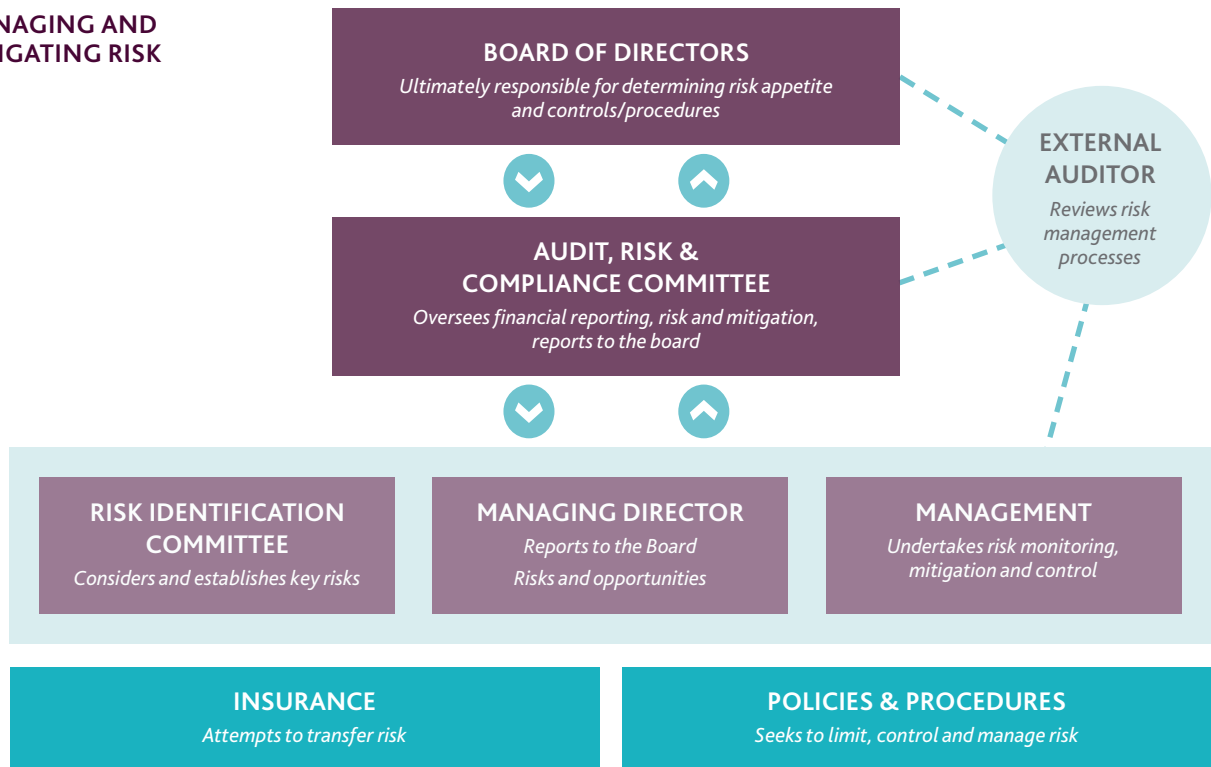 NAGING AND
IGATING RISK
BOARD OF DIRECTORS
Ultimately responsible for determining risk appetite
and controls/procedures
EXTERNAL
AUDITOR
Reviews risk
management
processes
AUDIT, RISK &
COMPLIANCE COMMITTEE
Oversees financial reporting, risk and mitigation,
reports to the board
RISK IDENTIFICATION
COMMITTEE
Considers and establishes key risks
MANAGING DIRECTOR
Reports to the Board
Risks and opportunities
MANAGEMENT
Undertakes risk monitoring,
mitigation and control
INSURANCE
Attempts to transfer risk
POLICIES & PROCEDURES
Seeks to limit, control and manage risk